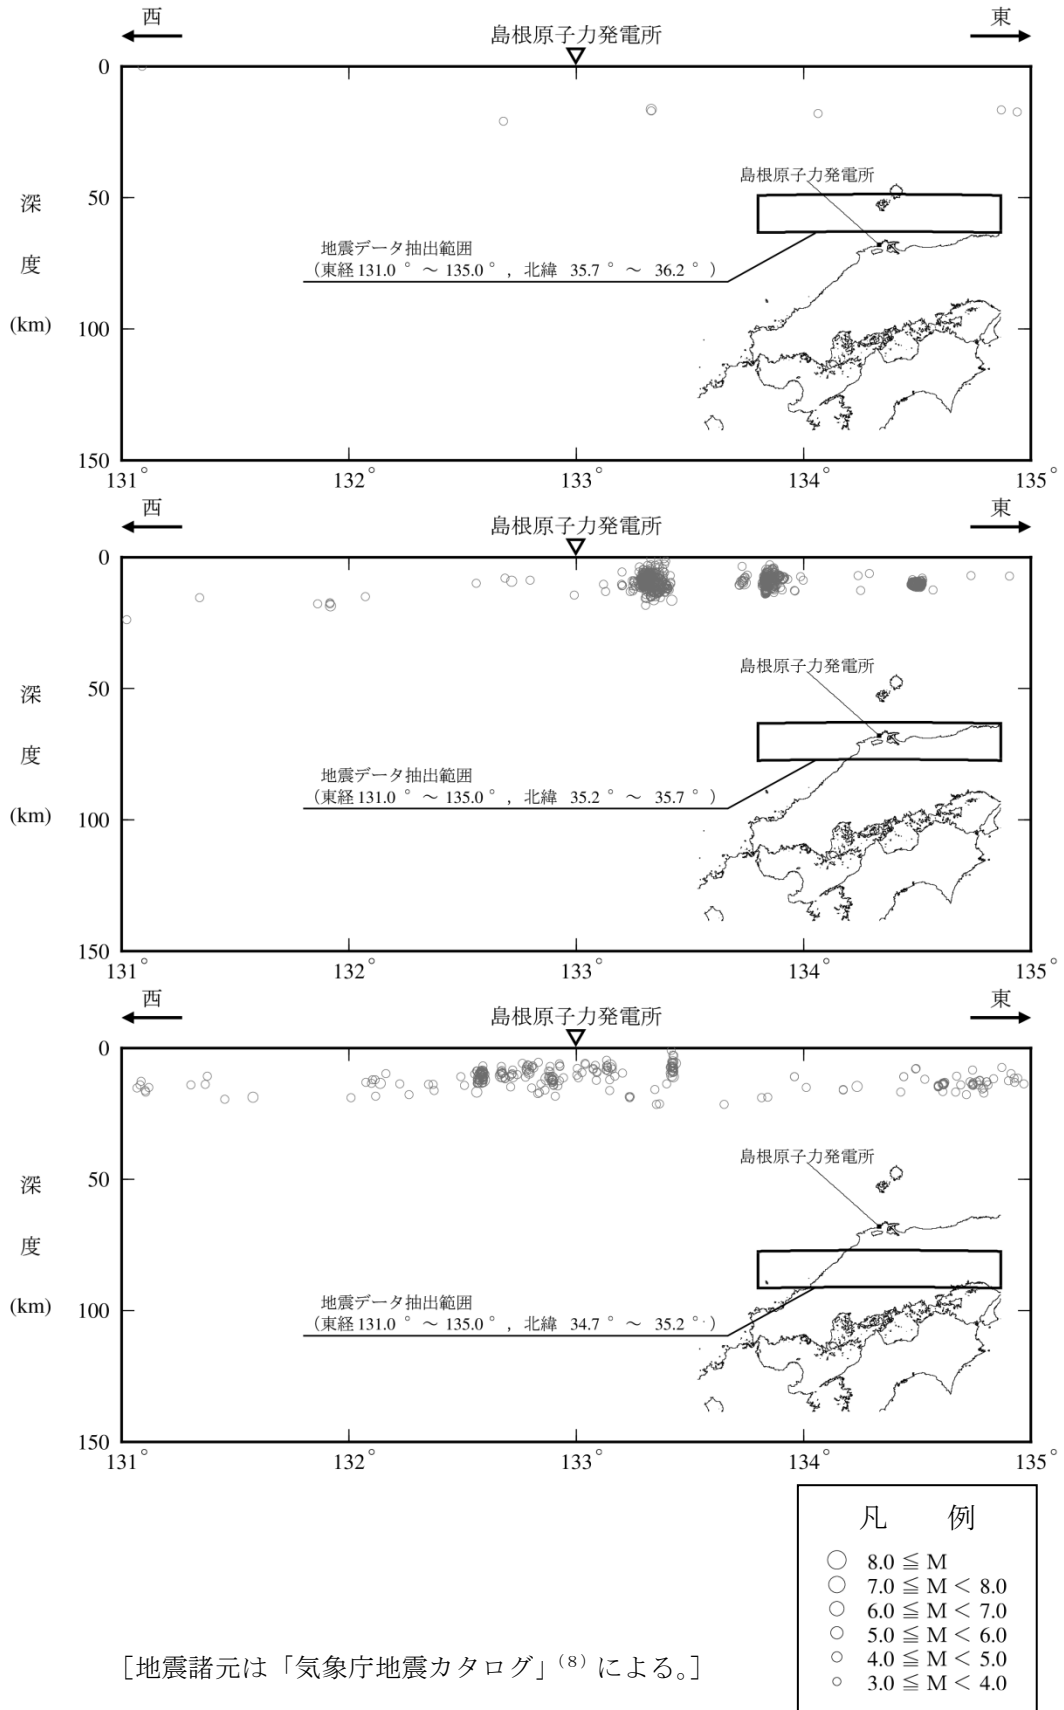 西 東
島根原子力発電所
0
50
100
150
深
度
(km)
島根原子力発電所
地震データ抽出範囲
(東経131.0°~135.0°, 北緯 35.7°~ 36.2°)
131° 132° 133° 134° 135°
西 東
島根原子力発電所
0
50
100
150
深
度
(km)
島根原子力発電所
地震データ抽出範囲
(東経131.0°~135.0°, 北緯 35.2°~ 35.7°)
131° 132° 133° 134° 135°
西 東
島根原子力発電所
0
50
100
150
深
度
(km)
島根原子力発電所
地震データ抽出範囲
(東経131.0°~135.0°, 北緯 34.7°~ 35.2°)
131° 132° 133° 134° 135°
凡 例
8.0 ≦ M
7.0 ≦ M < 8.0
6.0 ≦ M < 7.0
5.0 ≦ M < 6.0
4.0 ≦ M < 5.0
3.0 ≦ M < 4.0
[地震諸元は「気象庁地震カタログ」(8)による。]